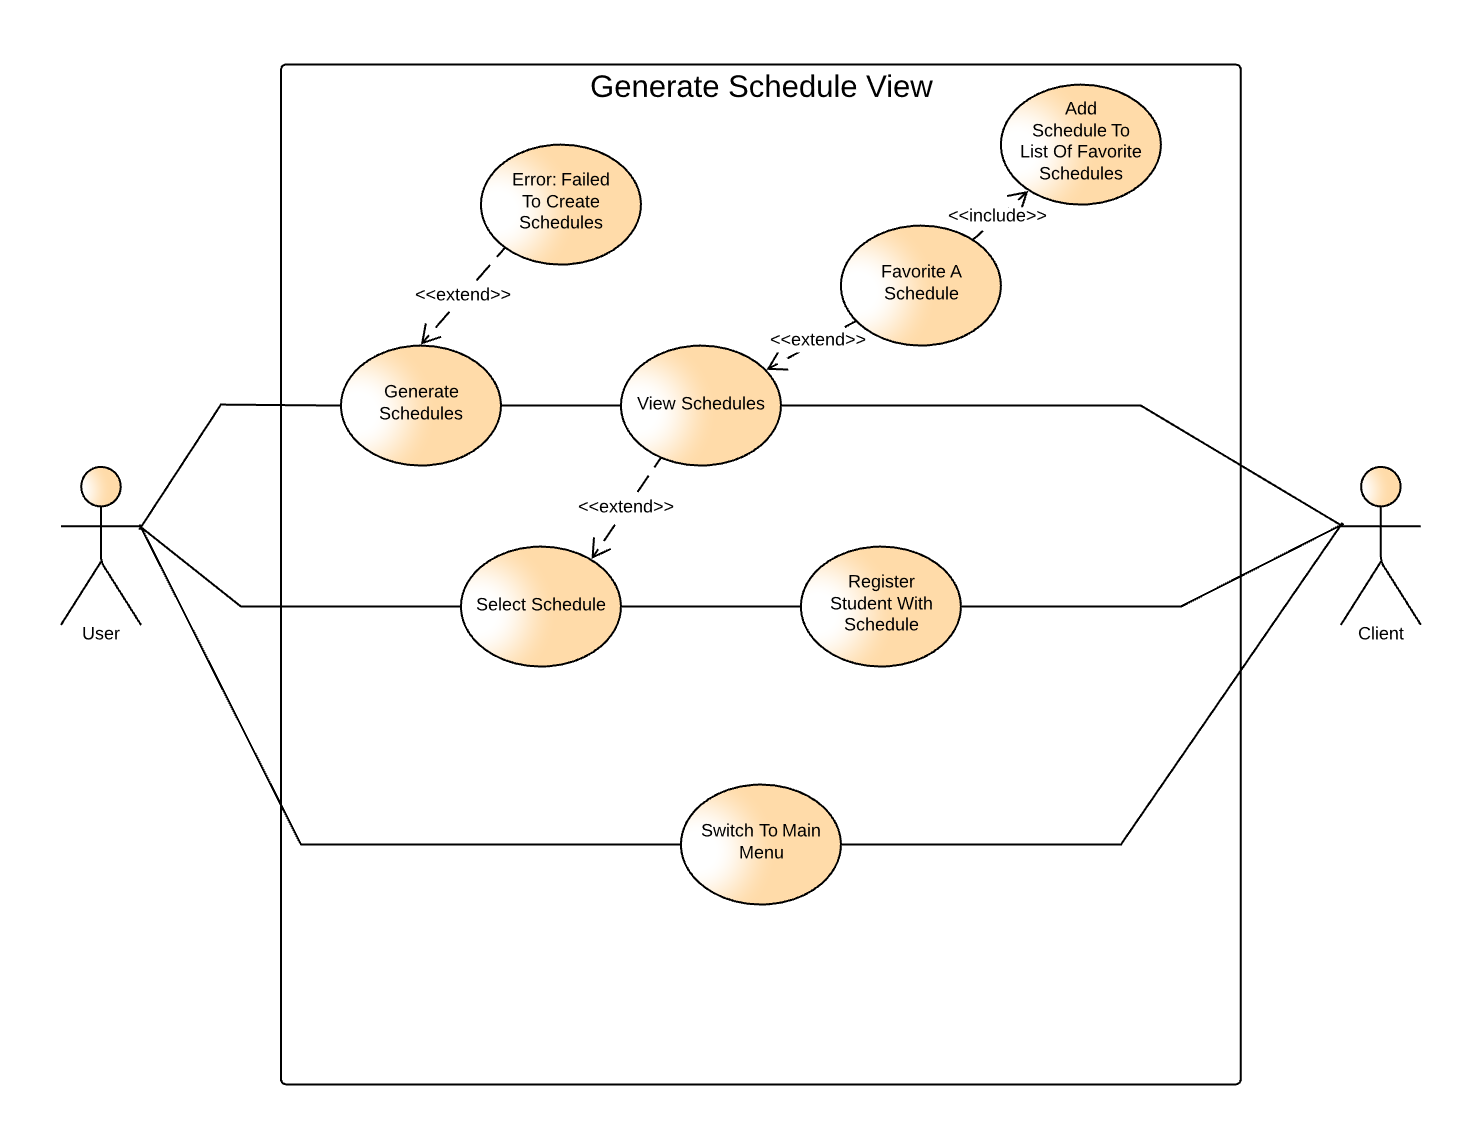 Generate Schedule View
Add
Schedule To
List Of Favorite
Schedules
Error: Failed
To Create
Schedules
<<include>>
Favorite A
Schedule
<<extend>>
<<extend>>
Generate
Schedules
View Schedules
<<extend>>
Select Schedule
Register
Student With
Schedule
User
Client
Switch To Main
Menu